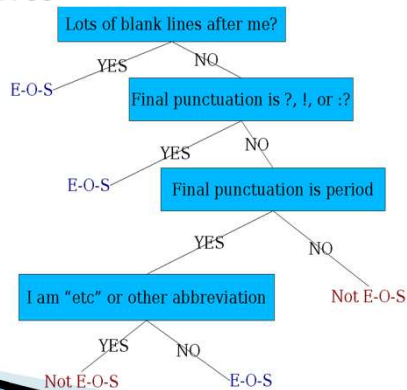 Lots of blank lines after me?
YES
NO
E-O-S
Final punctuation is ?, !, or :?
YES
NO
E-O-S
Final punctuation is period
YES
NO
I am “etc” or other abbreviation
Not E-O-S
YES
NO
Not E-O-S
E-O-S